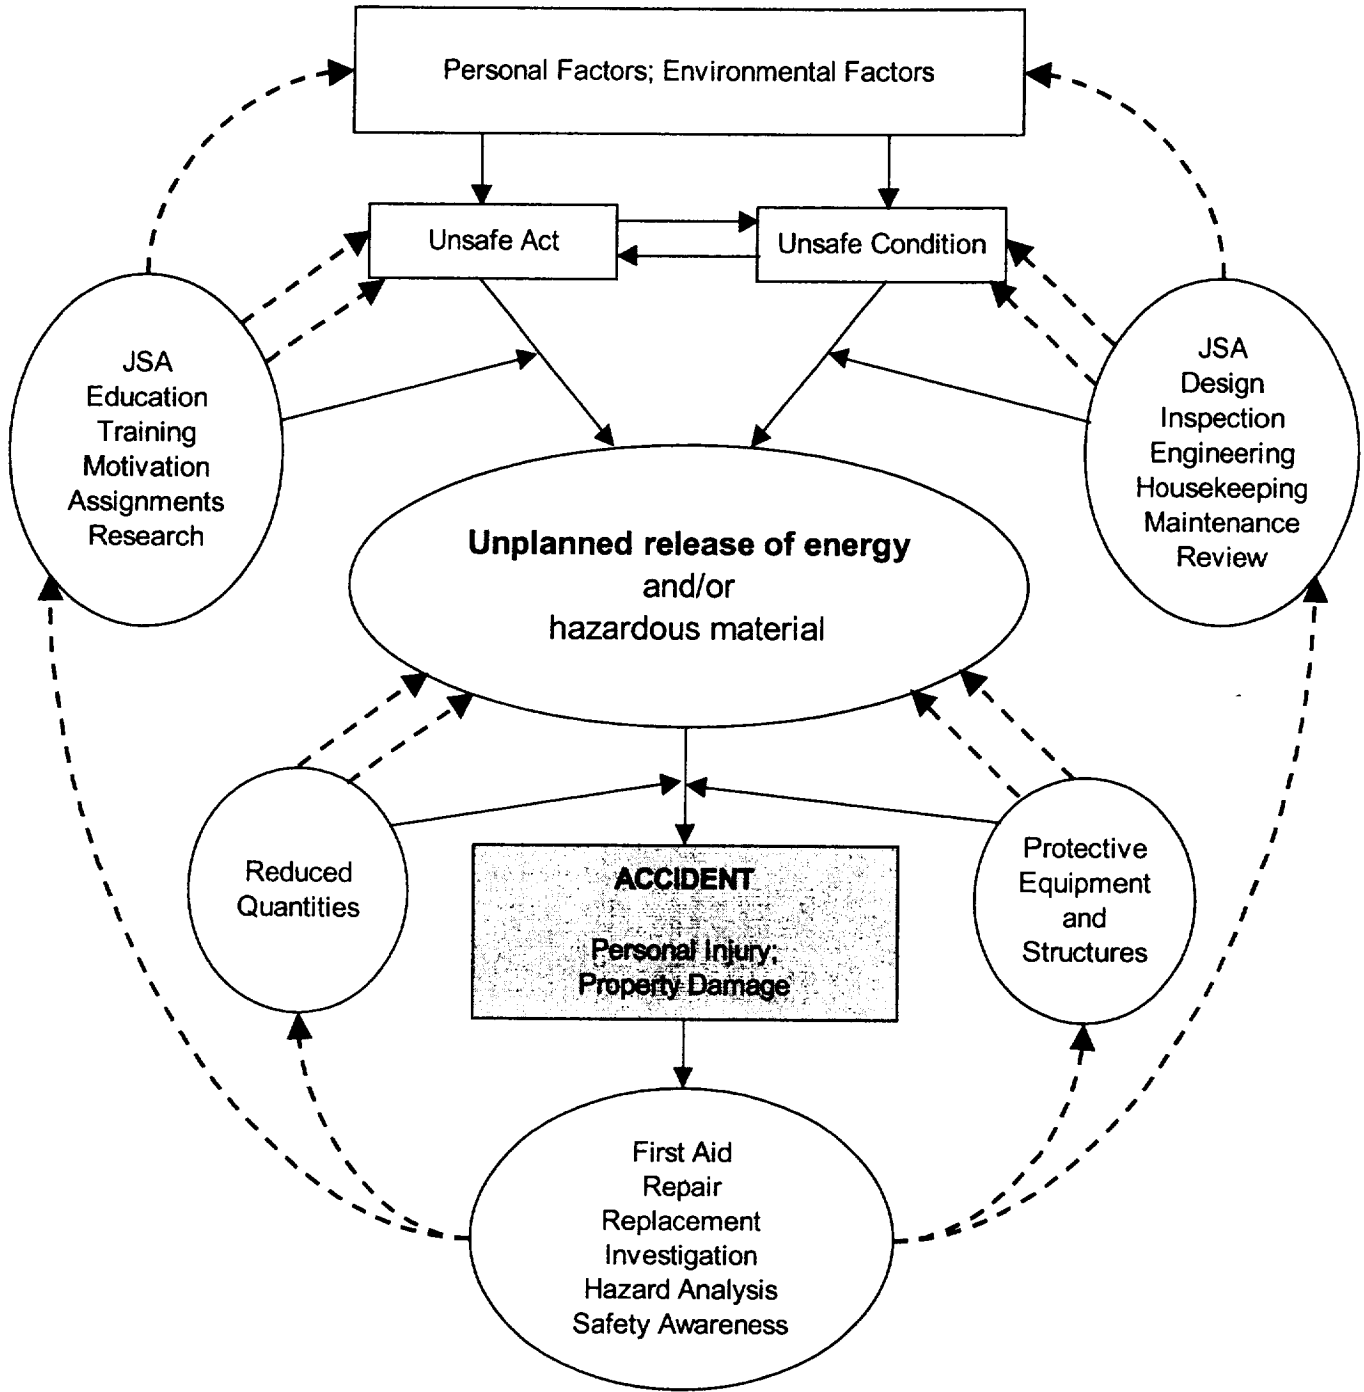 Personal Factors; Environmental Factors
Unsafe Act
Unsafe Condition
JSA
Education
Training
Motivation
Assignments
Research
JSA
Design
Inspection
Engineering
Housekeeping
Maintenance
Review
Unplanned release of energy
and/or
hazardous material
Reduced
Quantities
ACCIDENT
Personal Injury;
Property Damage
Protective
Equipment
and
Structures
First Aid
Repair
Replacement
Investigation
Hazard Analysis
Safety Awareness